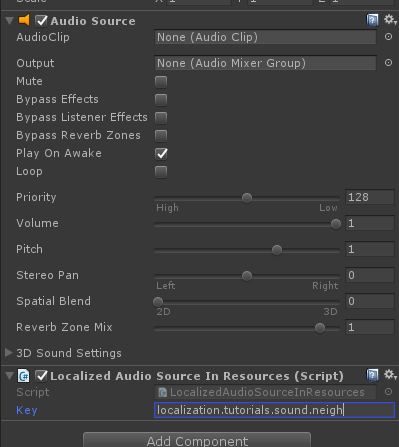 Audio Source
AudioClip None (Audio Clip)
Output None (Audio Mixer Group)
Mute
Bypass Effects
Bypass Listener Effects
Bypass Reverb Zones
Play On Awake
Loop
Priority 128
High Low
Volume 1
Pitch 1
Stereo Pan 0
Left Right
Spatial Blend 0
2D 3D
Reverb Zone Mix 1
3D Sound Settings
Localized Audio Source In Resources (Script)
Script LocalizedAudioSourceInResources
Key localization.tutorials.sound.neigh
Add Component